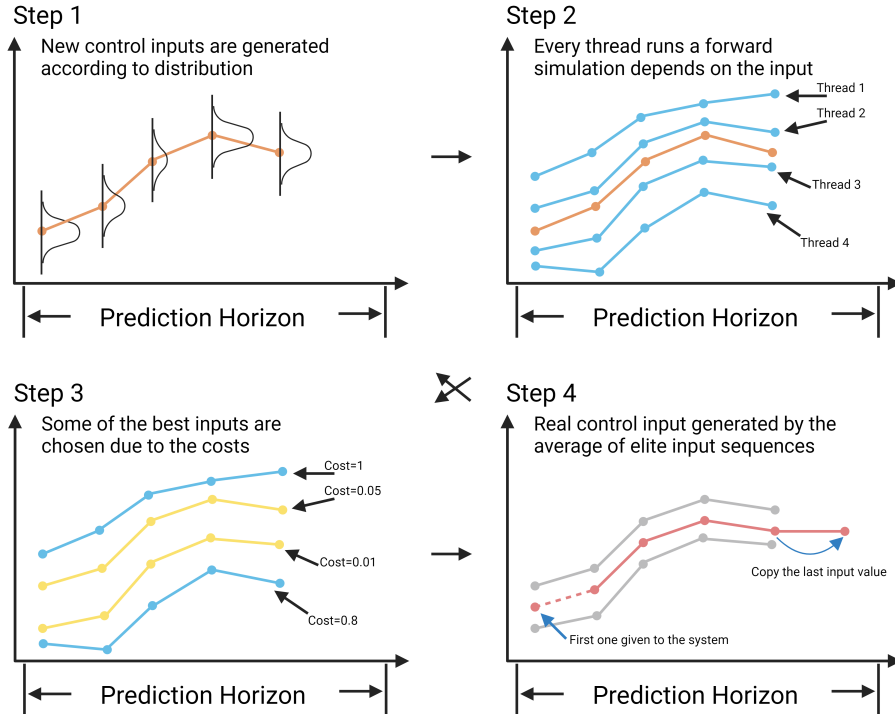 Step 1
New control inputs are generated
according to distribution
Prediction Horizon
Step 2
Every thread runs a forward
simulation depends on the input
Thread 1
Thread 2
Thread 3
Thread 4
Prediction Horizon
Step 3
Some of the best inputs are
chosen due to the costs
Cost=1
Cost=0.05
Cost=0.01
Cost=0.8
Prediction Horizon
Step 4
Real control input generated by the
average of elite input sequences
Copy the last input value
First one given to the system
Prediction Horizon